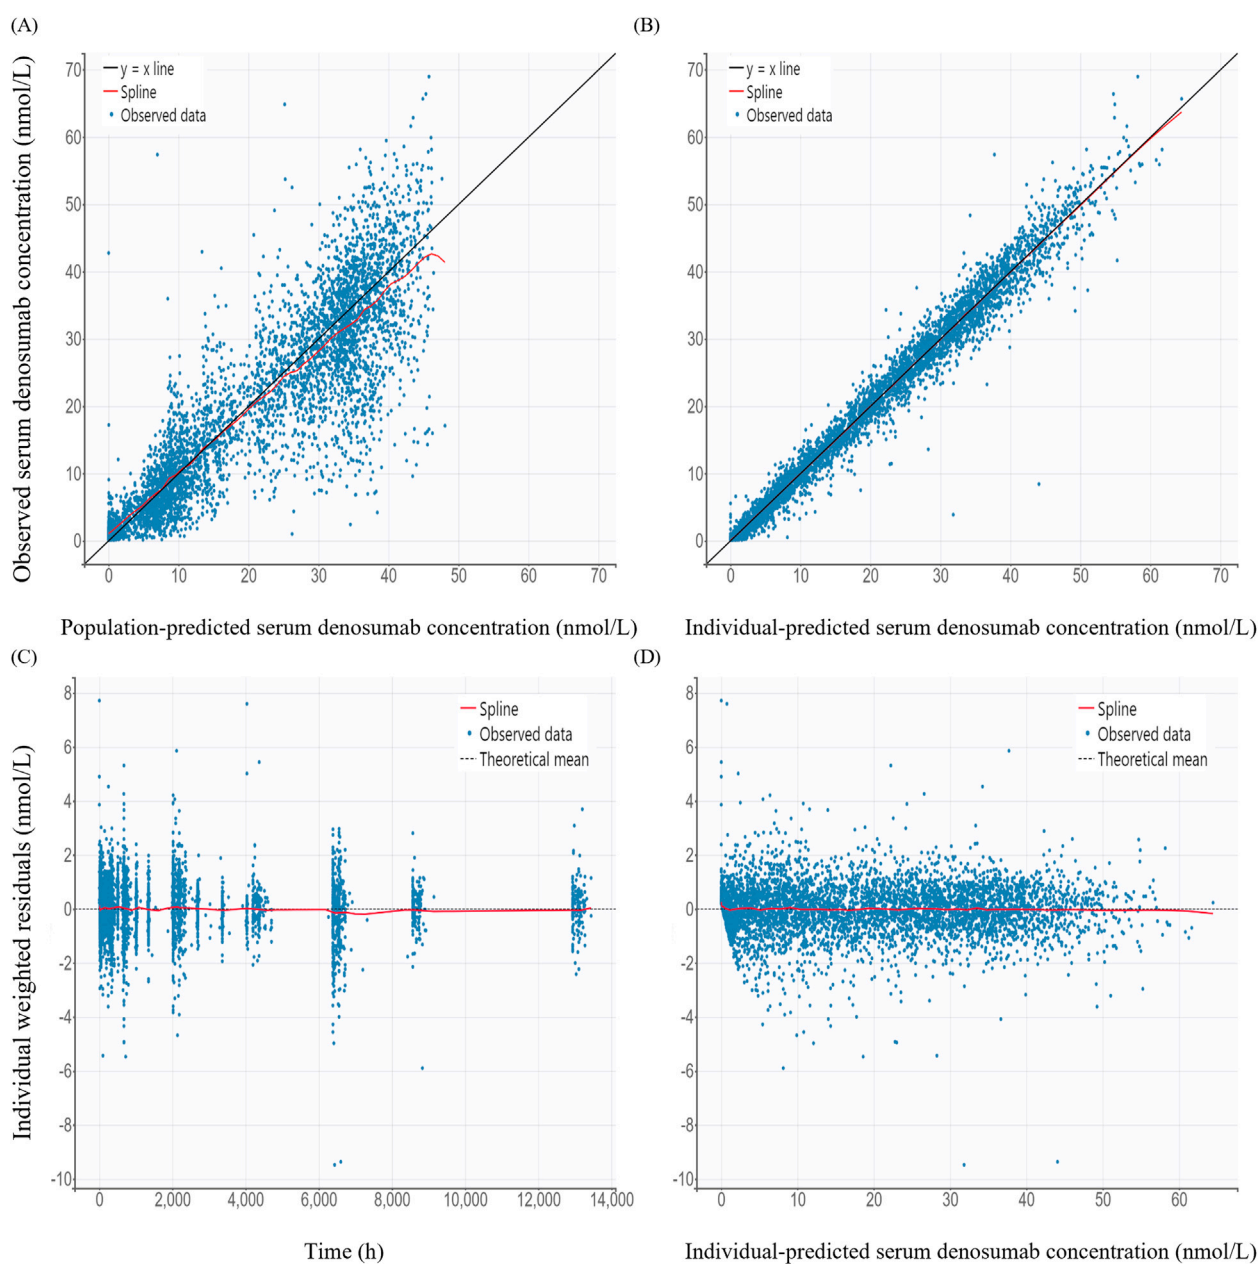 (A)
(B)
Observed serum denosumab concentration (nmol/L)
y = x line
Spline
Observed data
70
60
50
40
30
20
10
0
0 10 20 30 40 50 60 70
Population-predicted serum denosumab concentration (nmol/L)
y = x line
Spline
Observed data
70
60
50
40
30
20
10
0
0 10 20 30 40 50 60 70
Individual-predicted serum denosumab concentration (nmol/L)
(C)
(D)
Individual weighted residuals (nmol/L)
Spline
Observed data
Theoretical mean
8
6
4
2
0
-2
-4
-6
-8
-10
0 2,000 4,000 6,000 8,000 10,000 12,000 14,000
Time (h)
Spline
Observed data
Theoretical mean
8
6
4
2
0
-2
-4
-6
-8
-10
0 10 20 30 40 50 60
Individual-predicted serum denosumab concentration (nmol/L)